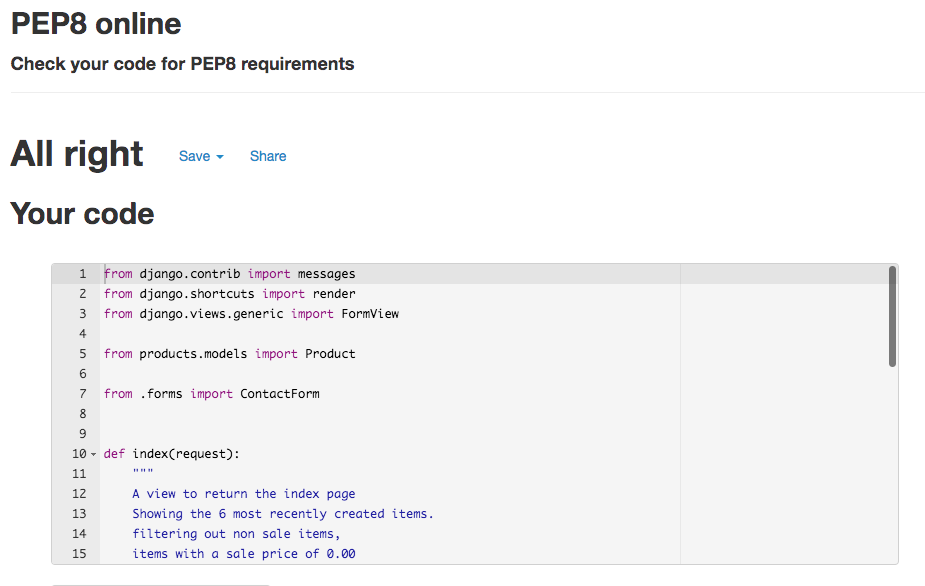 PEP8 online
Check your code for PEP8 requirements
All right Save Share
Your code
1 from django.contrib import messages
2 from django.shortcuts import render
3 from django.views.generic import FormView
4
5 from products.models import Product
6
7 from .forms import ContactForm
8
9
10 def index(request):
11     """
12     A view to return the index page
13     Showing the 6 most recently created items.
14     filtering out non sale items,
15     items with a sale price of 0.00